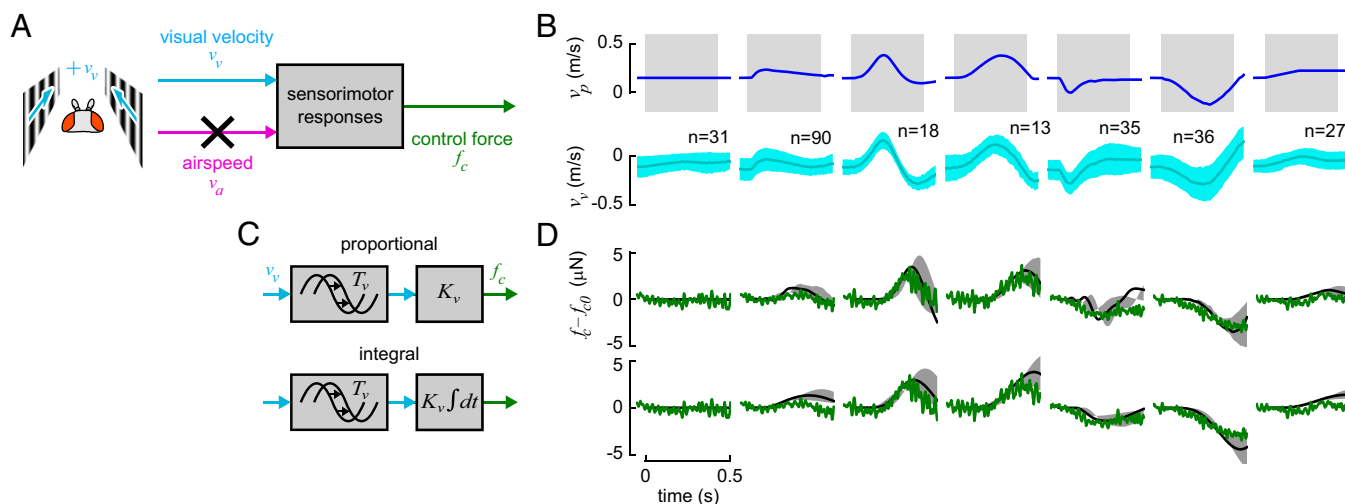 A
visual velocity
v_v
+ v_v
airspeed
v_a
sensorimotor
responses
control force
f_c
B
v_p (m/s)
0.5
0
v_v (m/s)
0
-0.5
n=31
n=90
n=18
n=13
n=35
n=36
n=27
C
proportional
v_v
T_v
K_v
f_c
integral
T_v
K_v ∫ dt
D
f_c − f_c0 (μN)
5
0
-5
5
0
-5
0
0.5
time (s)